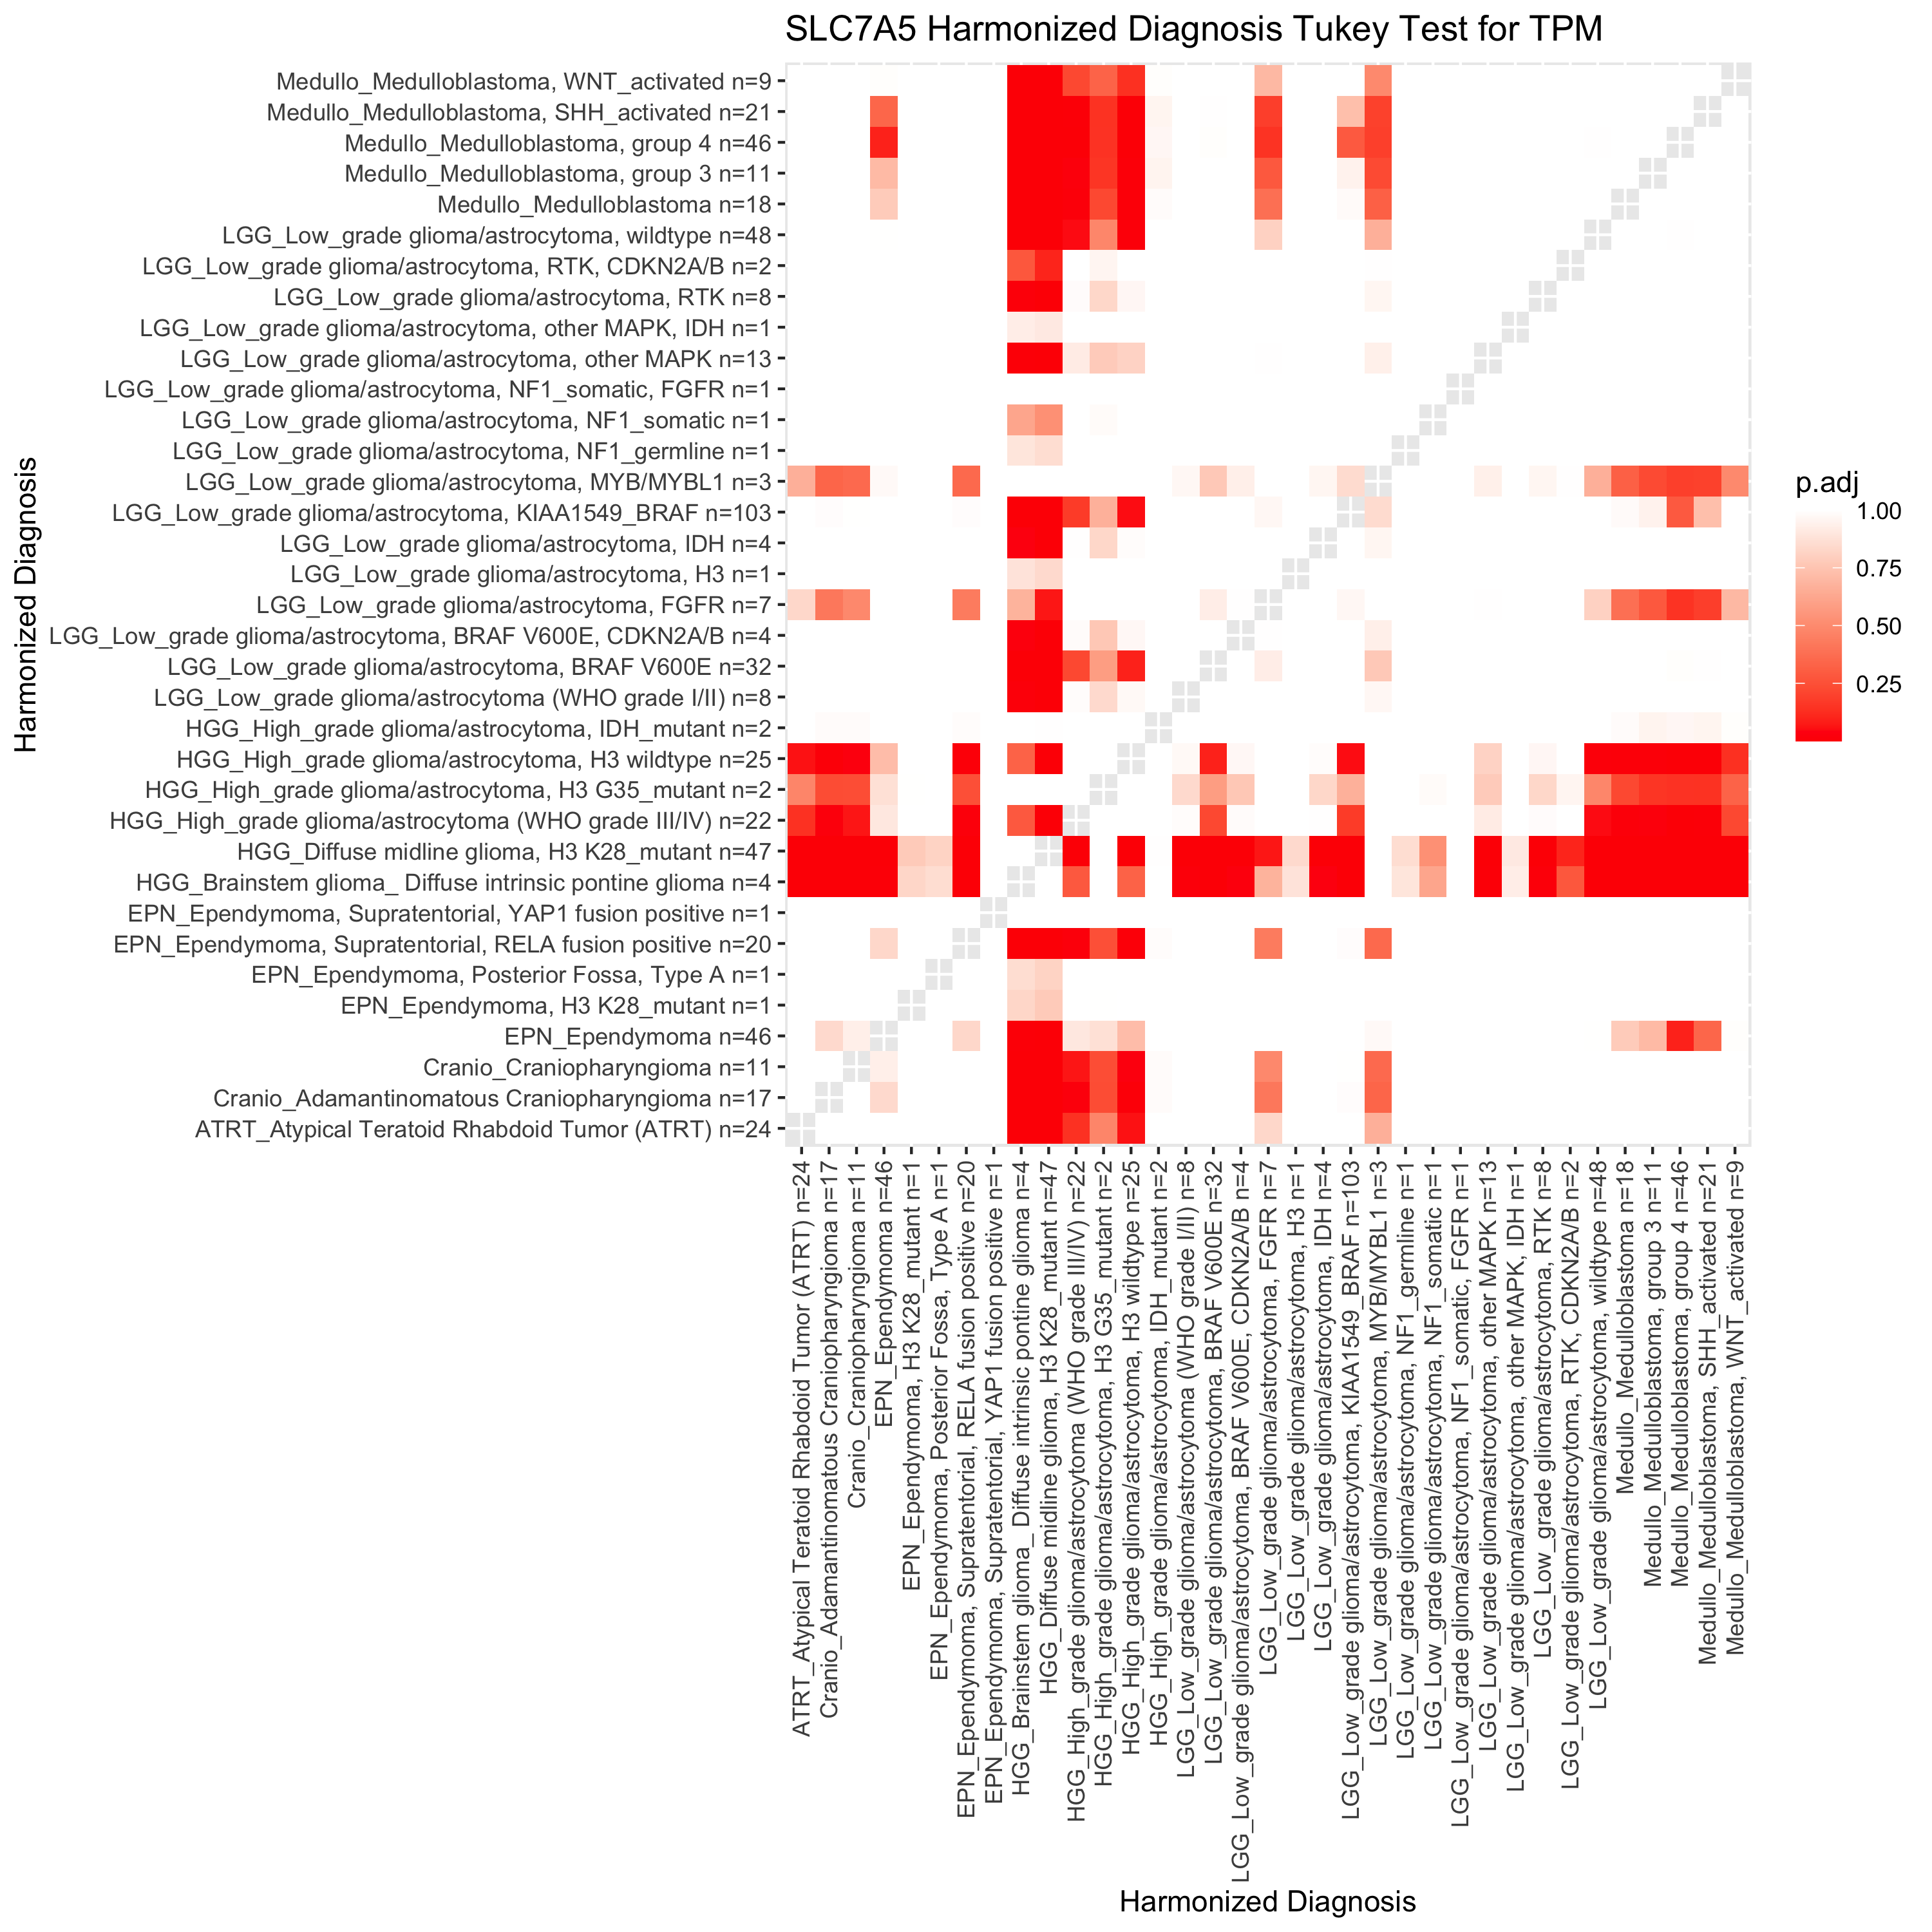 SLC7A5 Harmonized Diagnosis Tukey Test for TPM
Harmonized Diagnosis
Medullo_Medulloblastoma, WNT_activated n=9
Medullo_Medulloblastoma, SHH_activated n=21
Medullo_Medulloblastoma, group 4 n=46
Medullo_Medulloblastoma, group 3 n=11
Medullo_Medulloblastoma n=18
LGG_Low_grade glioma/astrocytoma, wildtype n=48
LGG_Low_grade glioma/astrocytoma, RTK, CDKN2A/B n=2
LGG_Low_grade glioma/astrocytoma, RTK n=8
LGG_Low_grade glioma/astrocytoma, other MAPK, IDH n=1
LGG_Low_grade glioma/astrocytoma, other MAPK n=13
LGG_Low_grade glioma/astrocytoma, NF1_somatic, FGFR n=1
LGG_Low_grade glioma/astrocytoma, NF1_somatic n=1
LGG_Low_grade glioma/astrocytoma, NF1_germline n=1
LGG_Low_grade glioma/astrocytoma, MYB/MYBL1 n=3
LGG_Low_grade glioma/astrocytoma, KIAA1549_BRAF n=103
LGG_Low_grade glioma/astrocytoma, IDH n=4
LGG_Low_grade glioma/astrocytoma, H3 n=1
LGG_Low_grade glioma/astrocytoma, FGFR n=7
LGG_Low_grade glioma/astrocytoma, BRAF V600E, CDKN2A/B n=4
LGG_Low_grade glioma/astrocytoma, BRAF V600E n=32
LGG_Low_grade glioma/astrocytoma (WHO grade I/II) n=8
HGG_High_grade glioma/astrocytoma, IDH_mutant n=2
HGG_High_grade glioma/astrocytoma, H3 wildtype n=25
HGG_High_grade glioma/astrocytoma, H3 G35_mutant n=2
HGG_High_grade glioma/astrocytoma (WHO grade III/IV) n=22
HGG_Diffuse midline glioma, H3 K28_mutant n=47
HGG_Brainstem glioma_ Diffuse intrinsic pontine glioma n=4
EPN_Ependymoma, Supratentorial, YAP1 fusion positive n=1
EPN_Ependymoma, Supratentorial, RELA fusion positive n=20
EPN_Ependymoma, Posterior Fossa, Type A n=1
EPN_Ependymoma, H3 K28_mutant n=1
EPN_Ependymoma n=46
Cranio_Craniopharyngioma n=11
Cranio_Adamantinomatous Craniopharyngioma n=17
ATRT_Atypical Teratoid Rhabdoid Tumor (ATRT) n=24
ATRT_Atypical Teratoid Rhabdoid Tumor (ATRT) n=24
Cranio_Adamantinomatous Craniopharyngioma n=17
Cranio_Craniopharyngioma n=11
EPN_Ependymoma n=46
EPN_Ependymoma, H3 K28_mutant n=1
EPN_Ependymoma, Posterior Fossa, Type A n=1
EPN_Ependymoma, Supratentorial, RELA fusion positive n=20
EPN_Ependymoma, Supratentorial, YAP1 fusion positive n=1
HGG_Brainstem glioma_ Diffuse intrinsic pontine glioma n=4
HGG_Diffuse midline glioma, H3 K28_mutant n=47
HGG_High_grade glioma/astrocytoma (WHO grade III/IV) n=22
HGG_High_grade glioma/astrocytoma, H3 G35_mutant n=2
HGG_High_grade glioma/astrocytoma, H3 wildtype n=25
HGG_High_grade glioma/astrocytoma, IDH_mutant n=2
LGG_Low_grade glioma/astrocytoma (WHO grade I/II) n=8
LGG_Low_grade glioma/astrocytoma, BRAF V600E n=32
LGG_Low_grade glioma/astrocytoma, BRAF V600E, CDKN2A/B n=4
LGG_Low_grade glioma/astrocytoma, FGFR n=7
LGG_Low_grade glioma/astrocytoma, H3 n=1
LGG_Low_grade glioma/astrocytoma, IDH n=4
LGG_Low_grade glioma/astrocytoma, KIAA1549_BRAF n=103
LGG_Low_grade glioma/astrocytoma, MYB/MYBL1 n=3
LGG_Low_grade glioma/astrocytoma, NF1_germline n=1
LGG_Low_grade glioma/astrocytoma, NF1_somatic n=1
LGG_Low_grade glioma/astrocytoma, NF1_somatic, FGFR n=1
LGG_Low_grade glioma/astrocytoma, other MAPK n=13
LGG_Low_grade glioma/astrocytoma, other MAPK, IDH n=1
LGG_Low_grade glioma/astrocytoma, RTK n=8
LGG_Low_grade glioma/astrocytoma, RTK, CDKN2A/B n=2
LGG_Low_grade glioma/astrocytoma, wildtype n=48
Medullo_Medulloblastoma n=18
Medullo_Medulloblastoma, group 3 n=11
Medullo_Medulloblastoma, group 4 n=46
Medullo_Medulloblastoma, SHH_activated n=21
Medullo_Medulloblastoma, WNT_activated n=9
Harmonized Diagnosis
p.adj
1.00
0.75
0.50
0.25